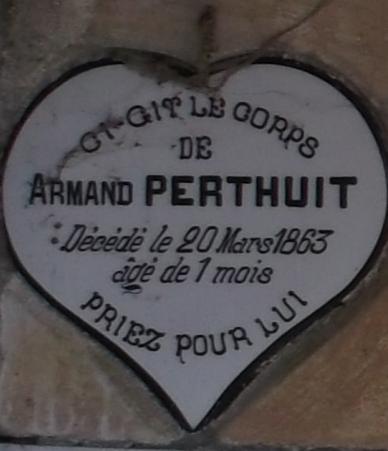 CI-GIT LE CORPS
DE
ARMAND PERTHUIT
Décédé le 20 Mars 1863
âgé de 1 mois
PRIEZ POUR LUI